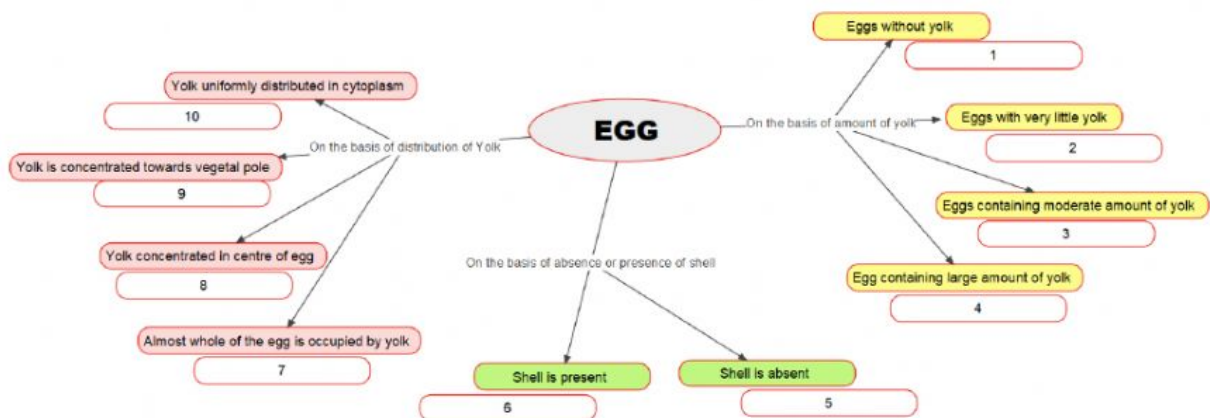 EGG
On the basis of amount of yolk
Eggs without yolk
1
Eggs with very little yolk
2
Eggs containing moderate amount of yolk
3
Egg containing large amount of yolk
4
On the basis of absence or presence of shell
Shell is absent
5
Shell is present
6
On the basis of distribution of Yolk
Almost whole of the egg is occupied by yolk
7
Yolk concentrated in centre of egg
8
Yolk is concentrated towards vegetal pole
9
Yolk uniformly distributed in cytoplasm
10